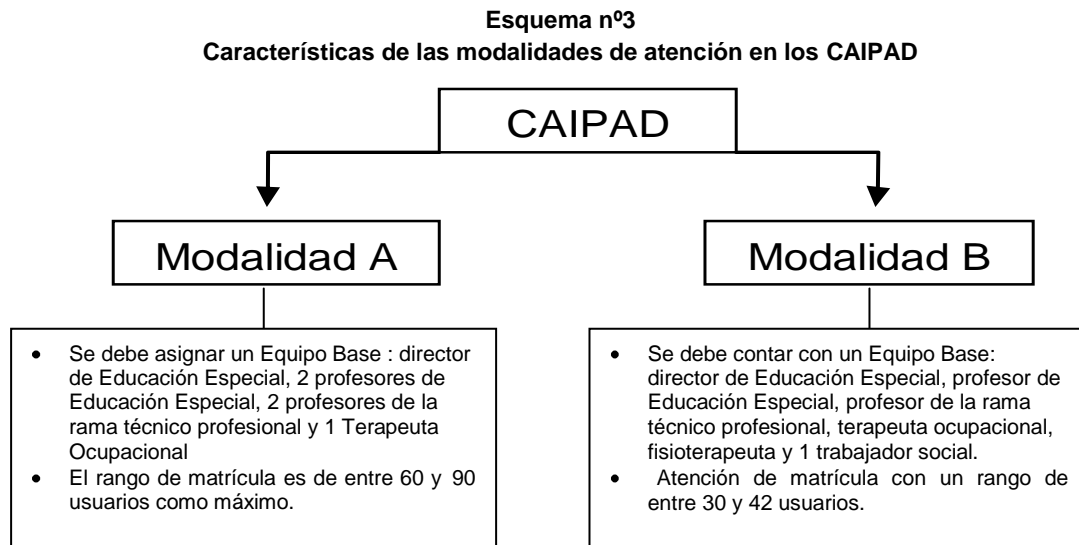 Esquema nº3
Características de las modalidades de atención en los CAIPAD
CAIPAD
Modalidad A
Modalidad B
• Se debe asignar un Equipo Base : director
de Educación Especial, 2 profesores de
Educación Especial, 2 profesores de la
rama técnico profesional y 1 Terapeuta
Ocupacional
• El rango de matrícula es de entre 60 y 90
usuarios como máximo.
• Se debe contar con un Equipo Base:
director de Educación Especial, profesor de
Educación Especial, profesor de la rama
técnico profesional, terapeuta ocupacional,
fisioterapeuta y 1 trabajador social.
• Atención de matrícula con un rango de
entre 30 y 42 usuarios.